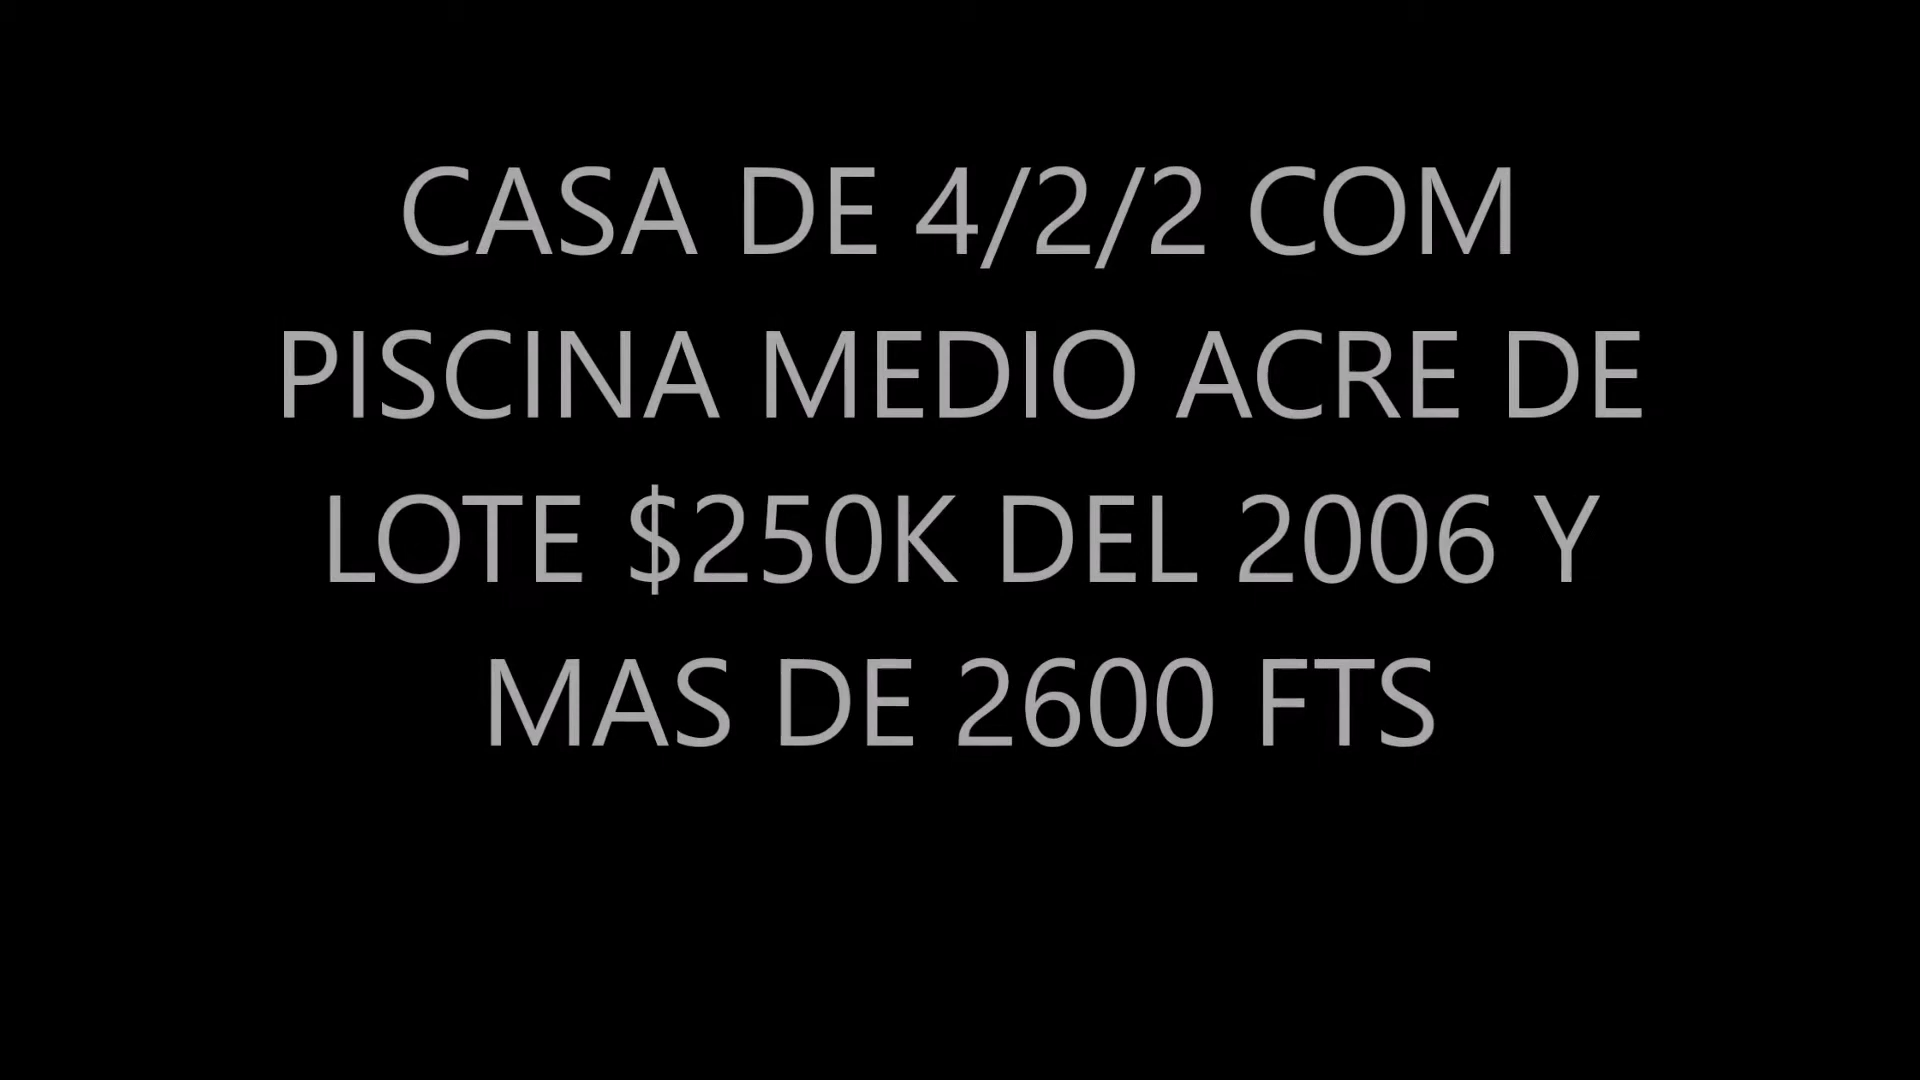 CASA DE 4/2/2 COM
PISCINA MEDIO ACRE DE
LOTE $250K DEL 2006 Y
MAS DE 2600 FTS